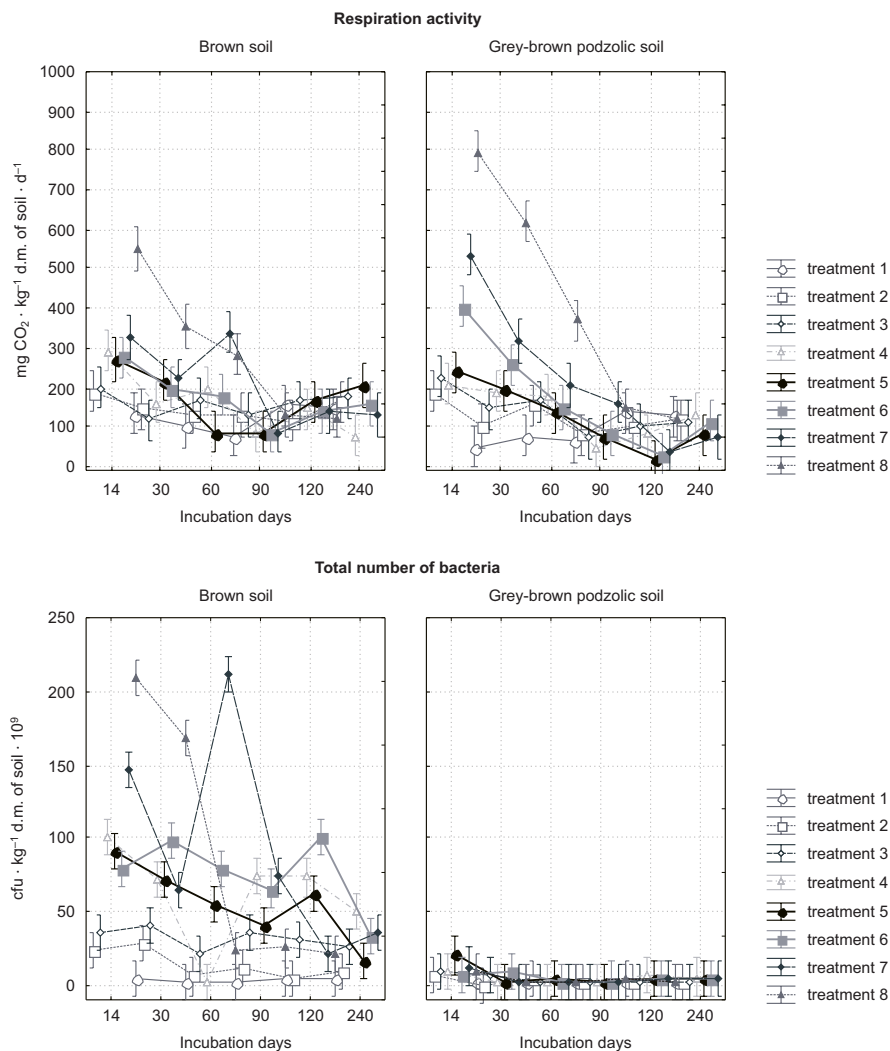 Respiration activity
Brown soil
Grey-brown podzolic soil
mg CO₂ · kg⁻¹ d.m. of soil · d⁻¹
1000
900
800
700
600
500
400
300
200
100
0
14 30 60 90 120 240
14 30 60 90 120 240
Incubation days
Incubation days
treatment 1
treatment 2
treatment 3
treatment 4
treatment 5
treatment 6
treatment 7
treatment 8
Total number of bacteria
Brown soil
Grey-brown podzolic soil
cfu · kg⁻¹ d.m. of soil · 10⁹
250
200
150
100
50
0
14 30 60 90 120 240
14 30 60 90 120 240
Incubation days
Incubation days
treatment 1
treatment 2
treatment 3
treatment 4
treatment 5
treatment 6
treatment 7
treatment 8